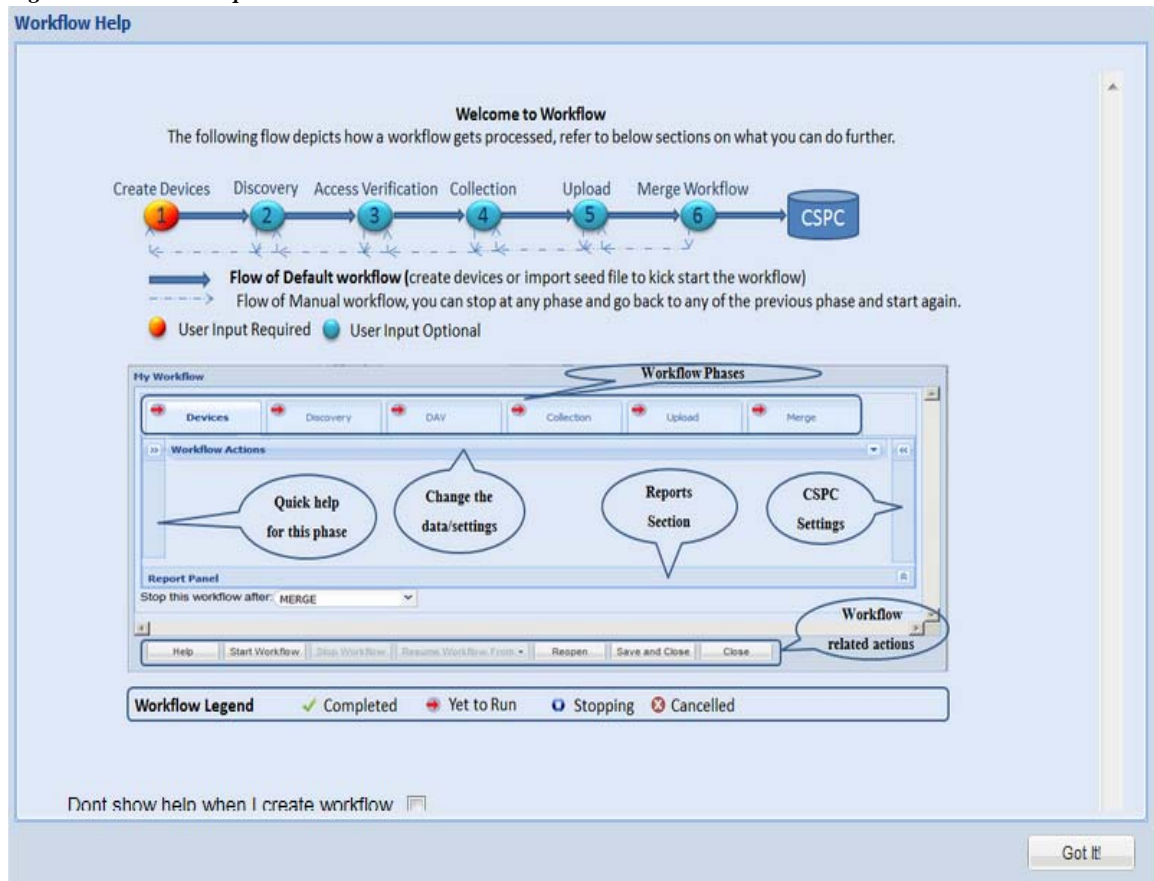 Workflow Help
Welcome to Workflow
The following flow depicts how a workflow gets processed, refer to below sections on what you can do further.
Create Devices Discovery Access Verification Collection Upload Merge Workflow
1 2 3 4 5 6 CSPC
Flow of Default workflow (create devices or import seed file to kick start the workflow)
Flow of Manual workflow, you can stop at any phase and go back to any of the previous phase and start again.
User Input Required User Input Optional
My Workflow
Workflow Phases
Devices Discovery DAV Collection Upload Merge
Workflow Actions
Quick help
for this phase
Change the
data/settings
Reports
Section
CSPC
Settings
Report Panel
Stop this workflow after: MERGE
Workflow
related actions
Help Start Workflow Stop Workflow Resume Workflow From Reopen Save and Close Close
Workflow Legend Completed Yet to Run Stopping Cancelled
Dont show help when I create workflow
Got It!